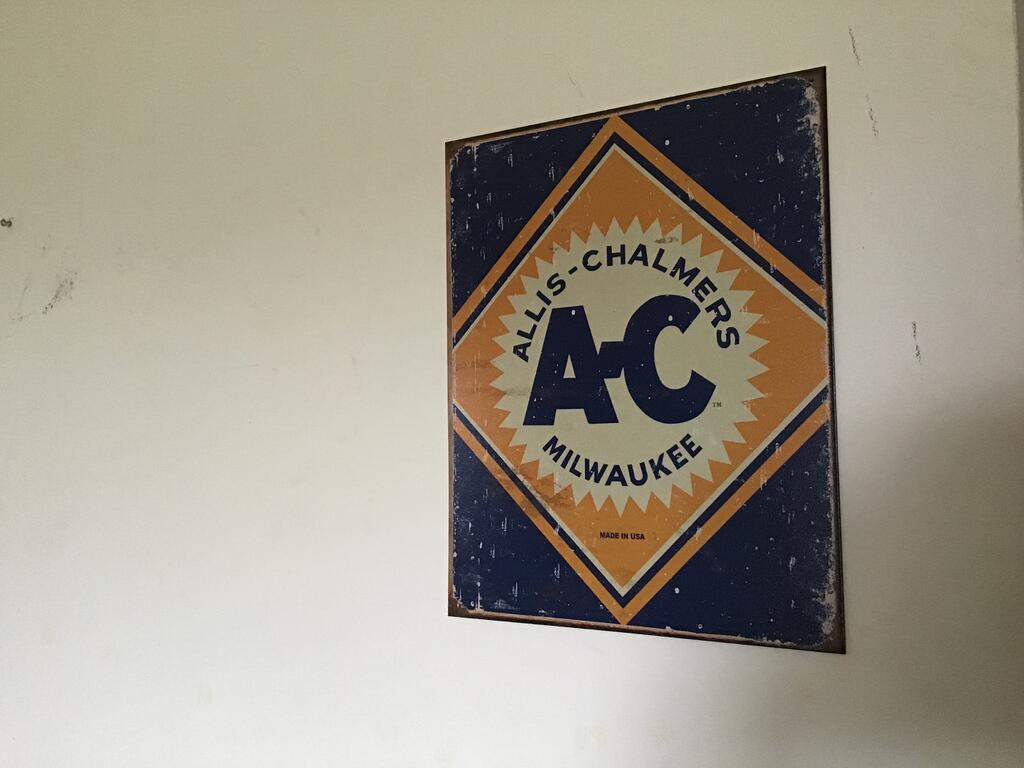 ALLIS-CHALMERS
A-C
TM
MILWAUKEE
MADE IN USA